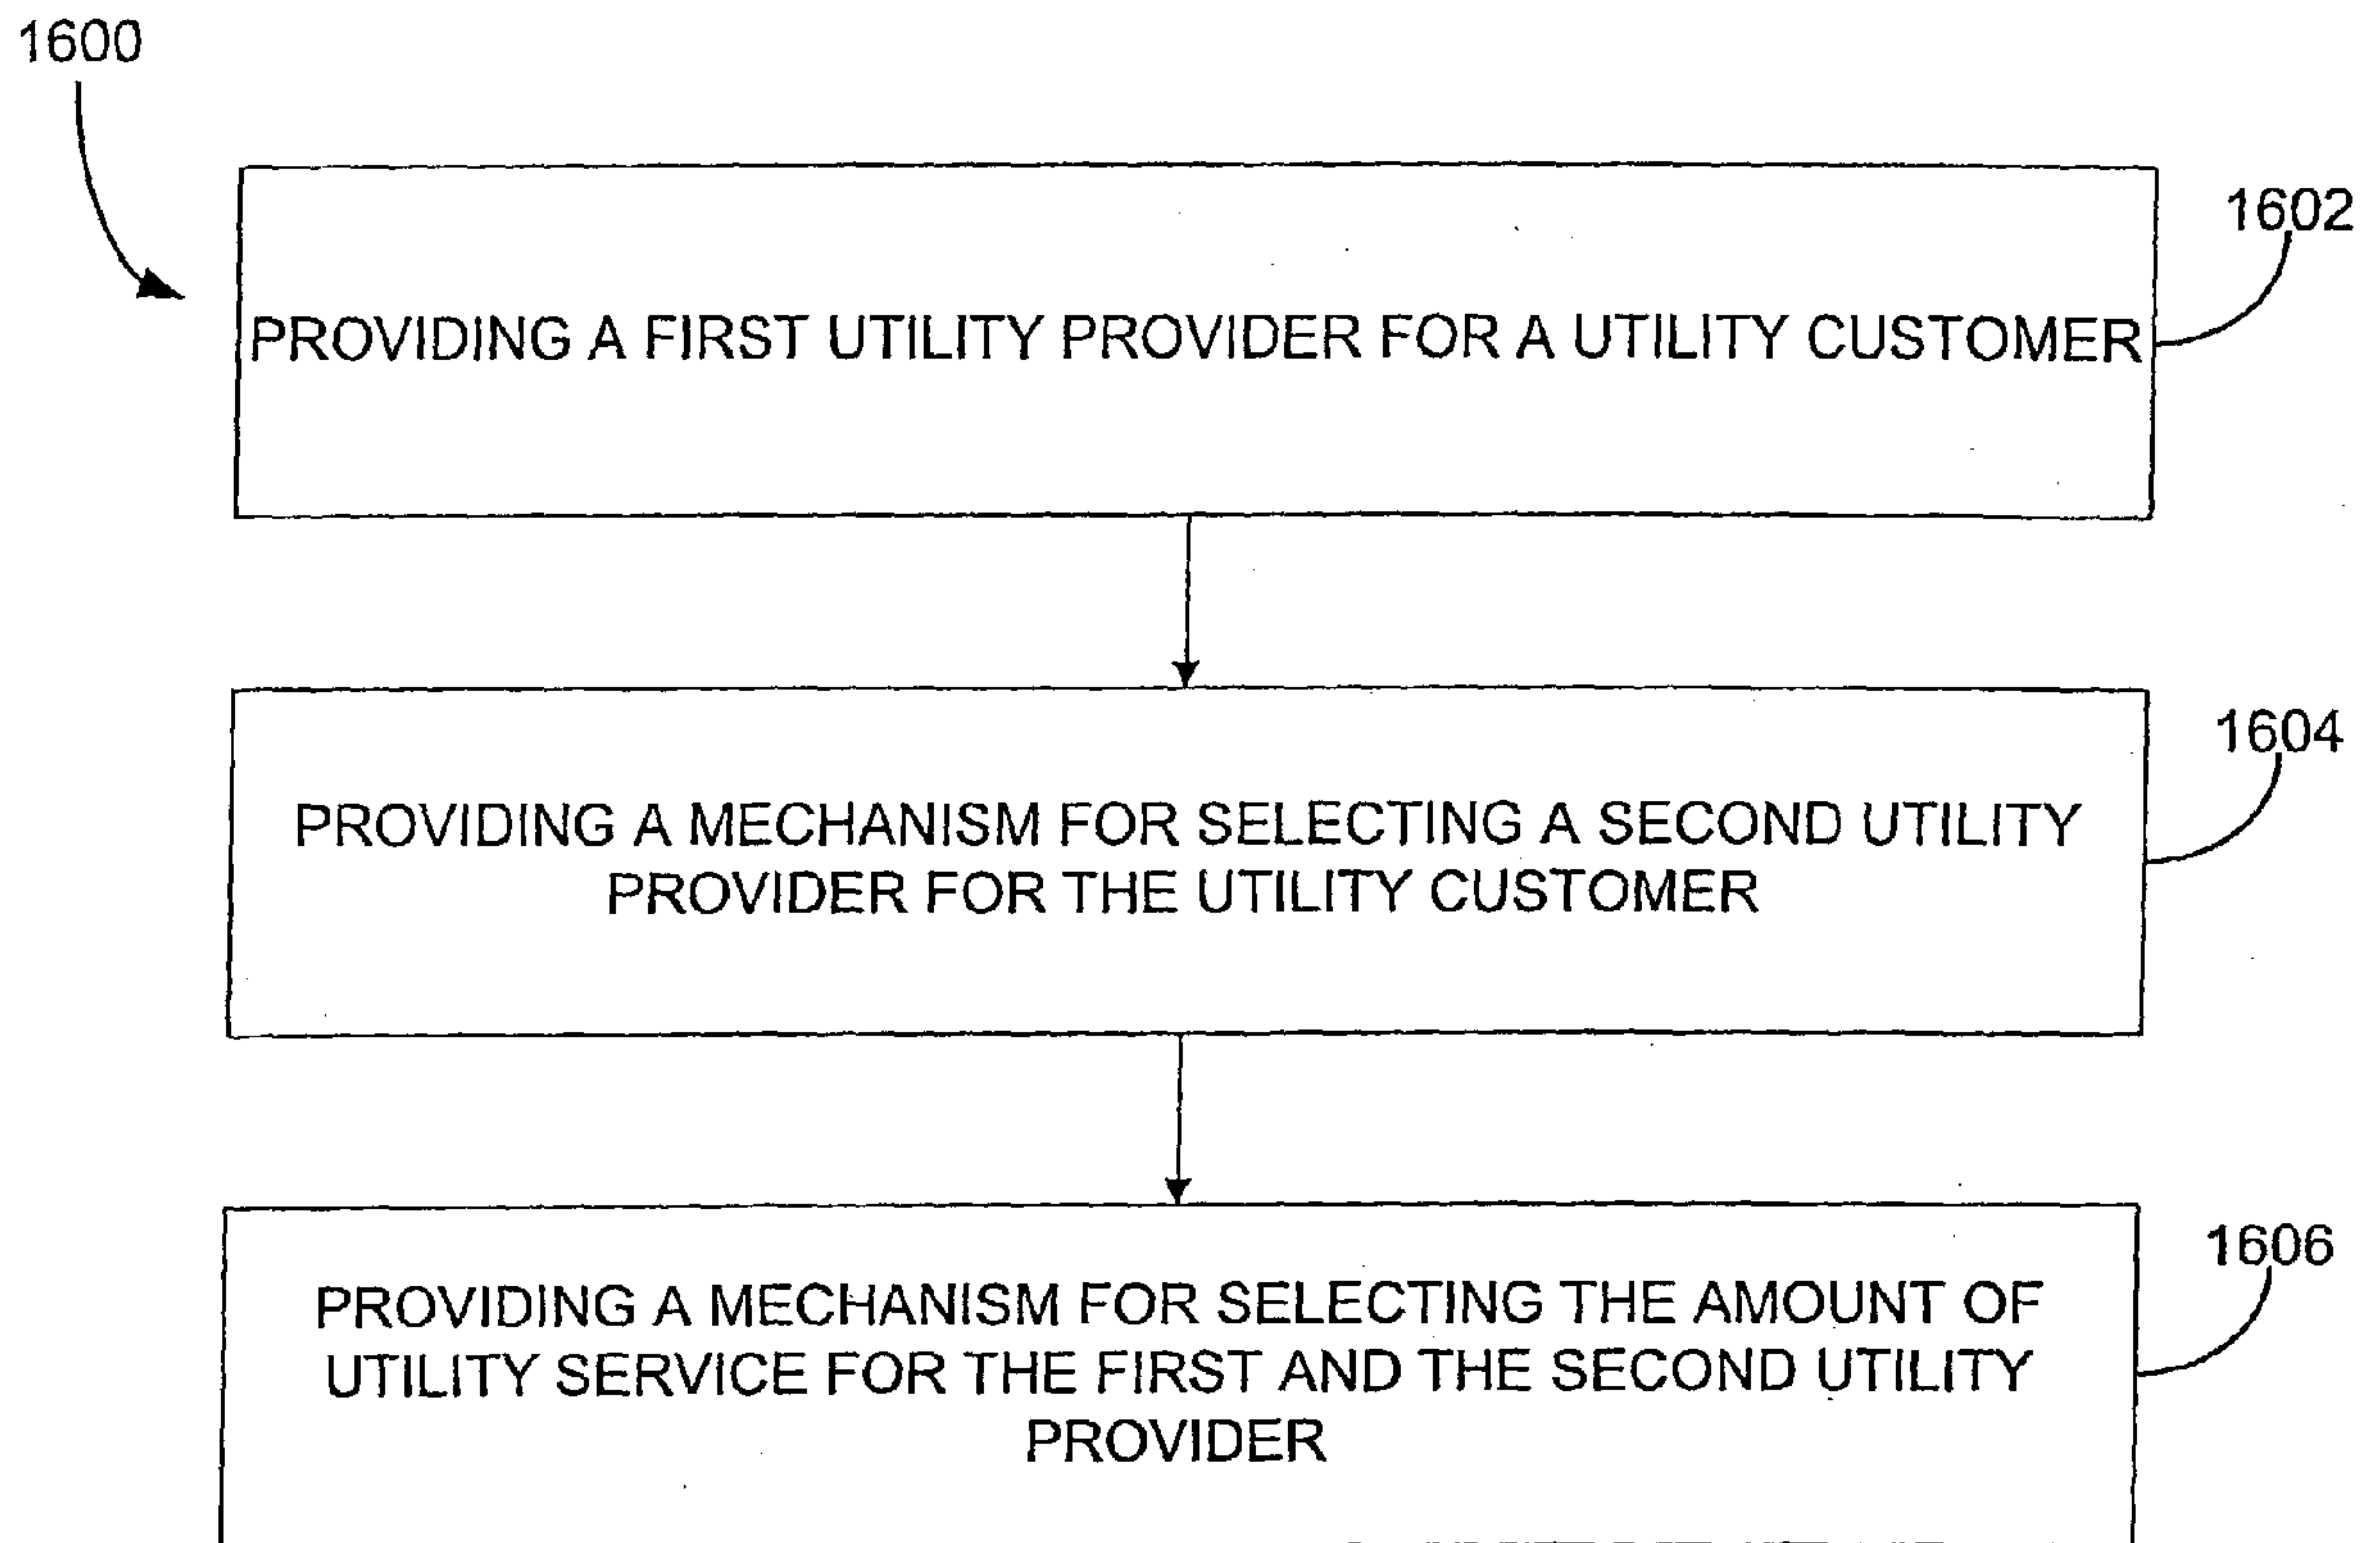 1600
1602
PROVIDING A FIRST UTILITY PROVIDER FOR A UTILITY CUSTOMER
1604
PROVIDING A MECHANISM FOR SELECTING A SECOND UTILITY
PROVIDER FOR THE UTILITY CUSTOMER
1606
PROVIDING A MECHANISM FOR SELECTING THE AMOUNT OF
UTILITY SERVICE FOR THE FIRST AND THE SECOND UTILITY
PROVIDER